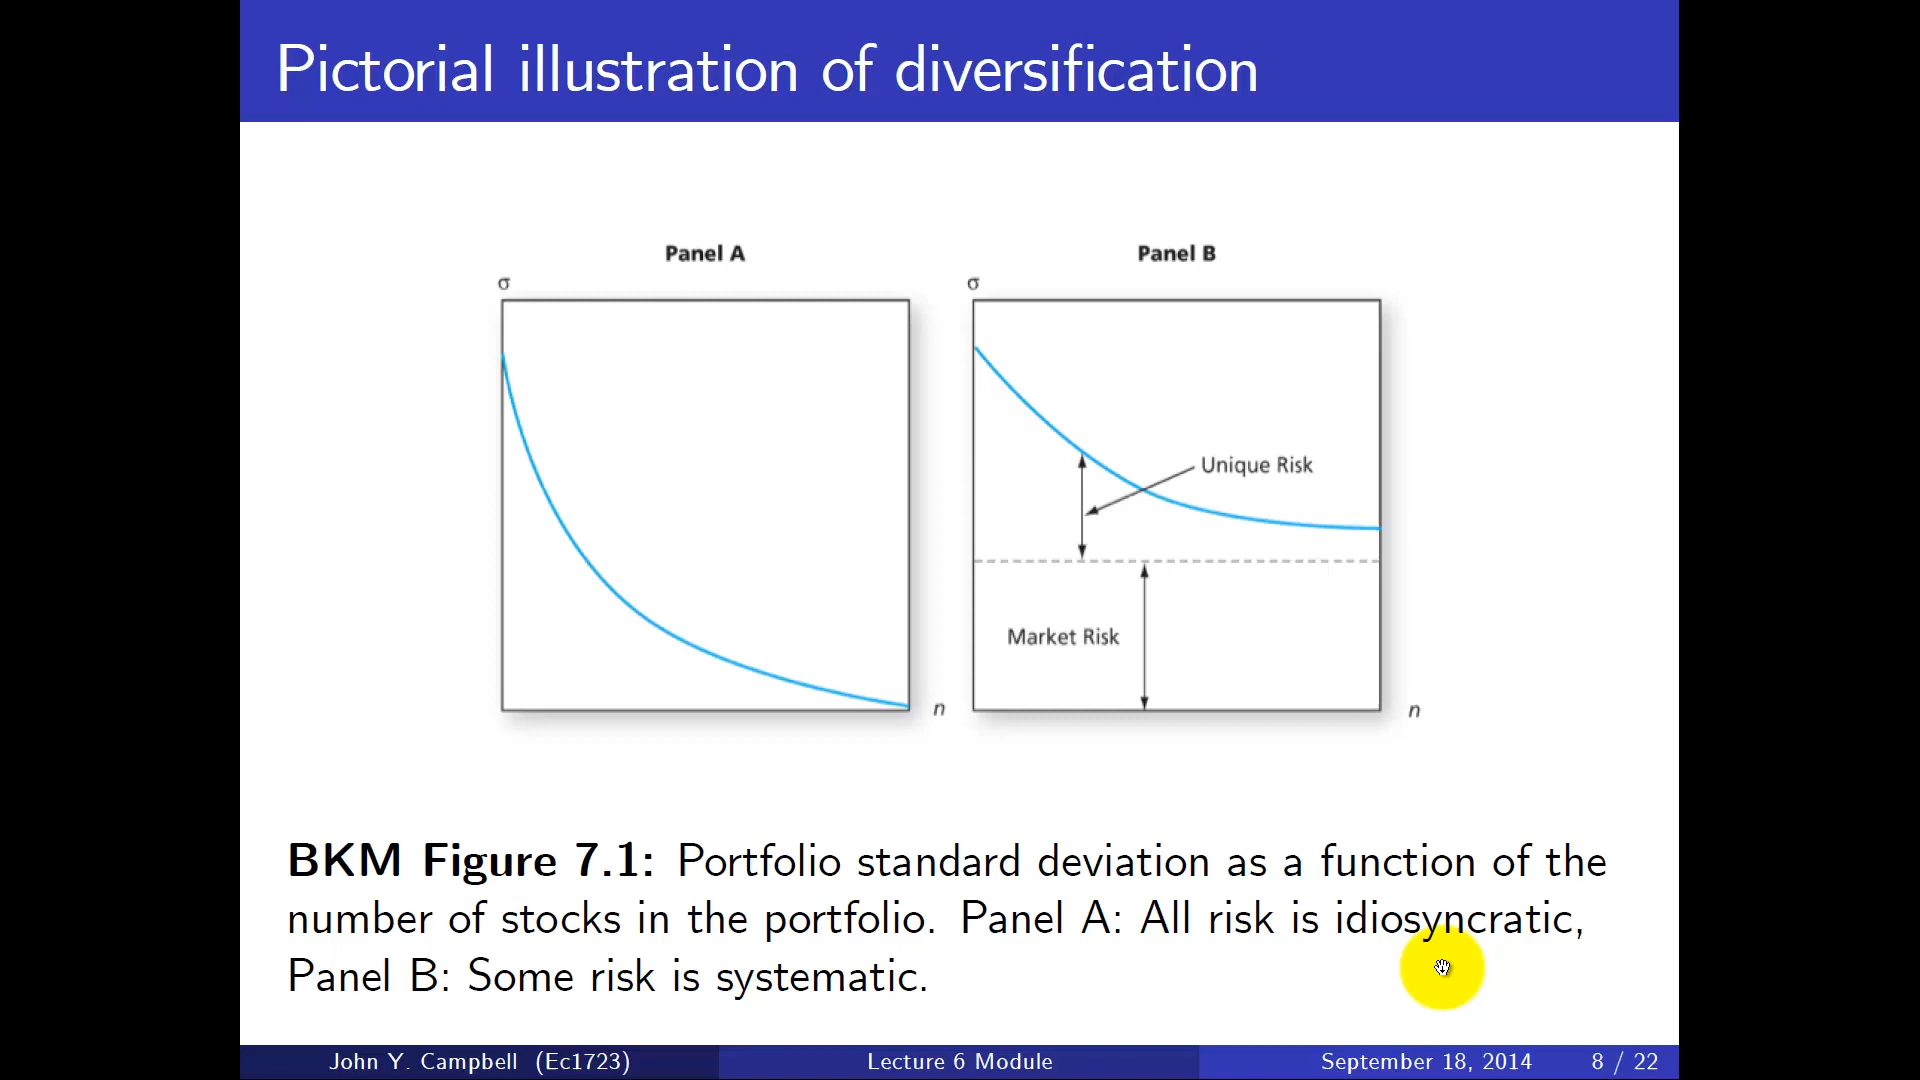 Pictorial illustration of diversification
Panel A
Panel B
σ
σ
Unique Risk
Market Risk
n
n
BKM Figure 7.1: Portfolio standard deviation as a function of the
number of stocks in the portfolio. Panel A: All risk is idiosyncratic,
Panel B: Some risk is systematic.
John Y. Campbell (Ec1723)
Lecture 6 Module
September 18, 2014
8 / 22